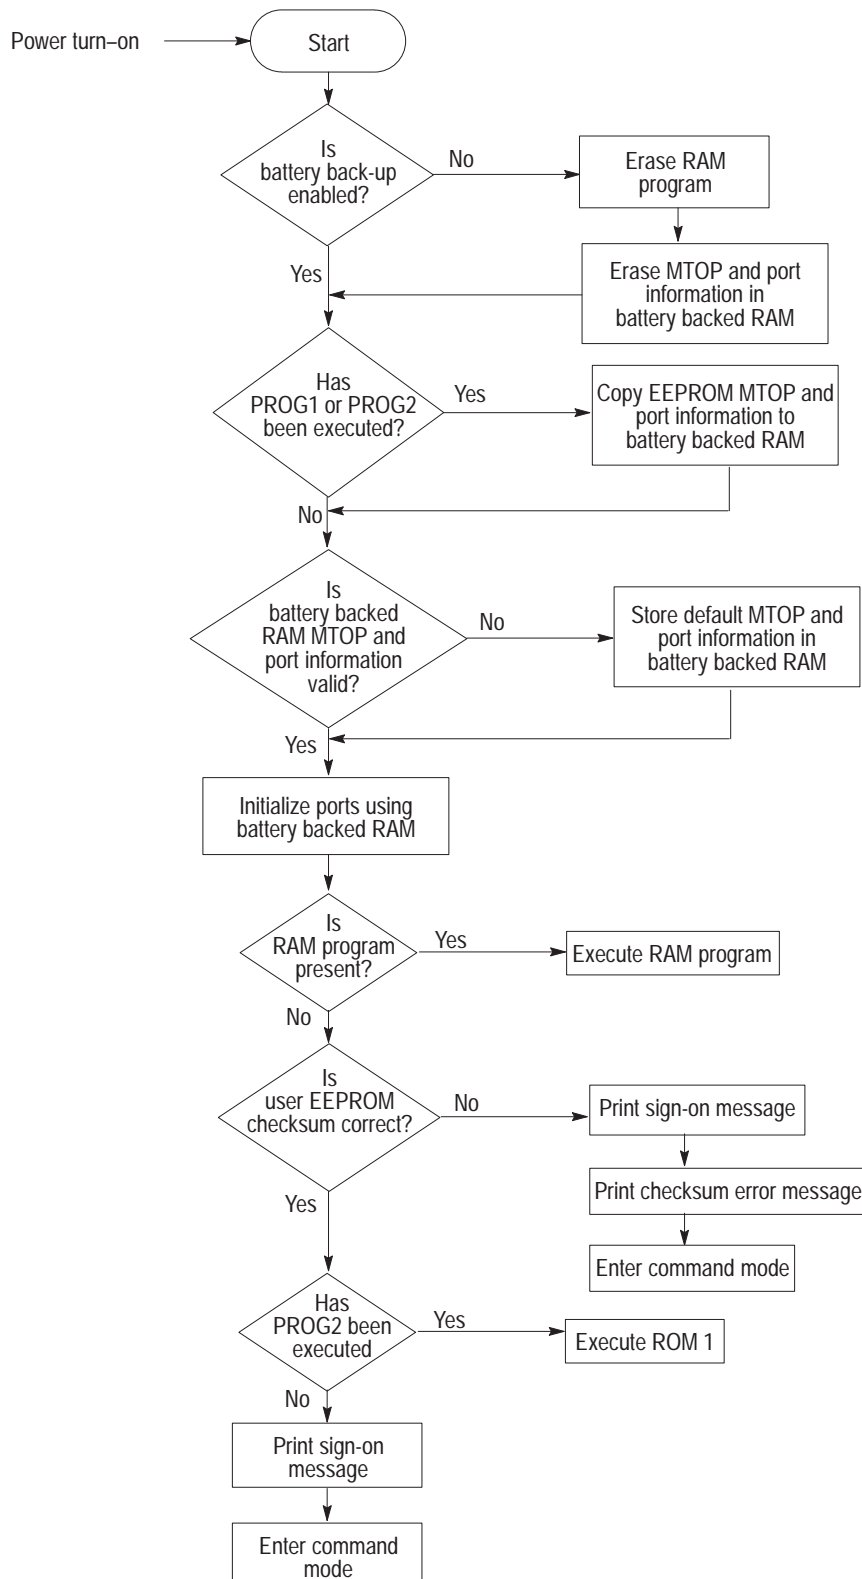 Power turn–on
Start
Is
battery back-up
enabled?
No
Erase RAM
program
Yes
Erase MTOP and port
information in
battery backed RAM
Has
PROG1 or PROG2
been executed?
Yes
Copy EEPROM MTOP and
port information to
battery backed RAM
No
Is
battery backed
RAM MTOP and
port information
valid?
No
Store default MTOP and
port information in
battery backed RAM
Yes
Initialize ports using
battery backed RAM
Is
RAM program
present?
Yes
Execute RAM program
No
Is
user EEPROM
checksum correct?
No
Print sign-on message
Print checksum error message
Enter command mode
Yes
Has
PROG2 been
executed
Yes
Execute ROM 1
No
Print sign-on
message
Enter command
mode